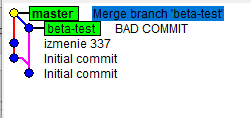 master Merge branch 'beta-test'
beta-test BAD COMMIT
izmenie 337
Initial commit
Initial commit